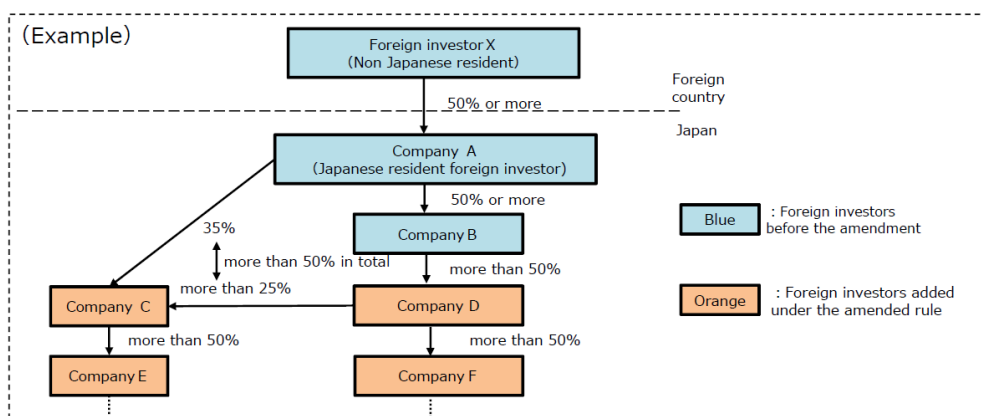 （Example）
Foreign investor X
（Non Japanese resident）
Foreign
country
50% or more
Japan
Company A
（Japanese resident foreign investor）
50% or more
35%
Company B
Blue
：Foreign investors
before the amendment
more than 50% in total
more than 50%
more than 25%
Company C
Company D
Orange
：Foreign investors added
under the amended rule
more than 50%
more than 50%
Company E
Company F